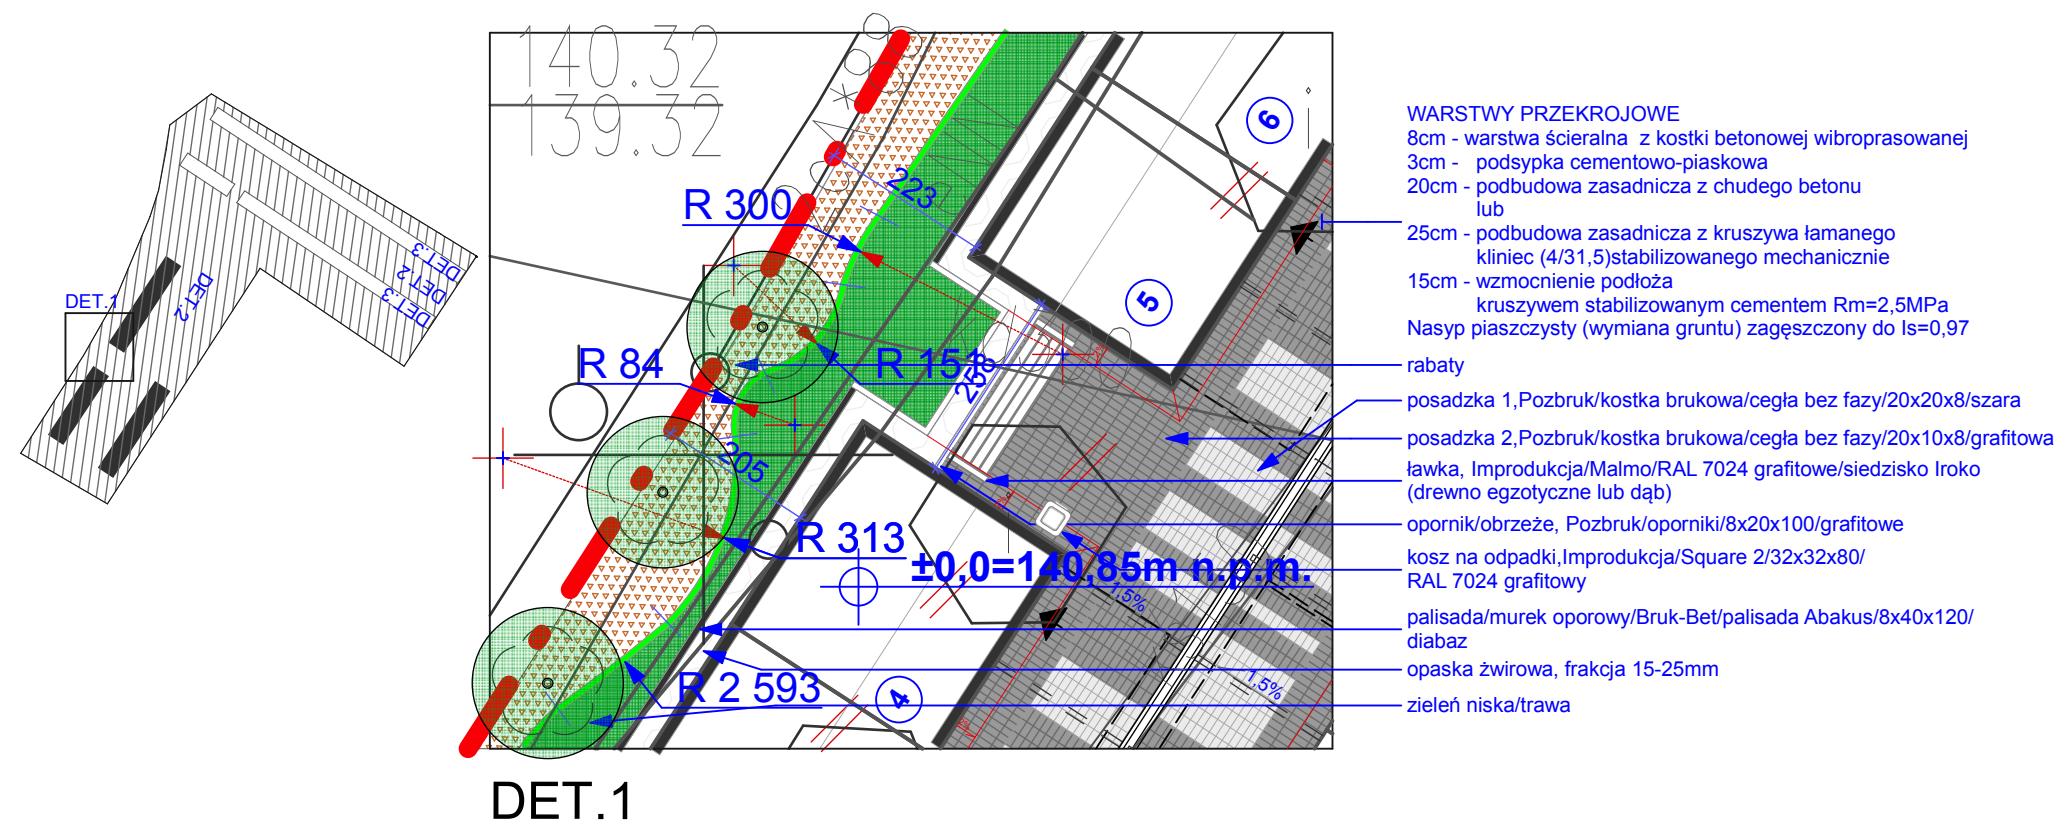 140.32
139.32
R 300
223
R 84
R 151
258
205
R 313
±0,0=140,85m n.p.m.
1,5%
R 2 593
1,5%
6
5
4
DET.1
DET.2
DET.3
DET.2
DET.3
WARSTWY PRZEKROJOWE
8cm - warstwa ścieralna z kostki betonowej wibroprasowanej
3cm - podsypka cementowo-piaskowa
20cm - podbudowa zasadnicza z chudego betonu
lub
25cm - podbudowa zasadnicza z kruszywa łamanego
kliniec (4/31,5)stabilizowanego mechanicznie
15cm - wzmocnienie podłoża
kruszywem stabilizowanym cementem Rm=2,5MPa
Nasyp piaszczysty (wymiana gruntu) zagęszczony do Is=0,97
rabaty
posadzka 1,Pozbruk/kostka brukowa/cegła bez fazy/20x20x8/szara
posadzka 2,Pozbruk/kostka brukowa/cegła bez fazy/20x10x8/grafitowa
ławka, Improdukcja/Malmo/RAL 7024 grafitowe/siedzisko Iroko
(drewno egzotyczne lub dąb)
opornik/obrzeże, Pozbruk/oporniki/8x20x100/grafitowe
kosz na odpadki,Improdukcja/Square 2/32x32x80/
RAL 7024 grafitowy
palisada/murek oporowy/Bruk-Bet/palisada Abakus/8x40x120/
diabaz
opaska żwirowa, frakcja 15-25mm
zieleń niska/trawa
DET.1